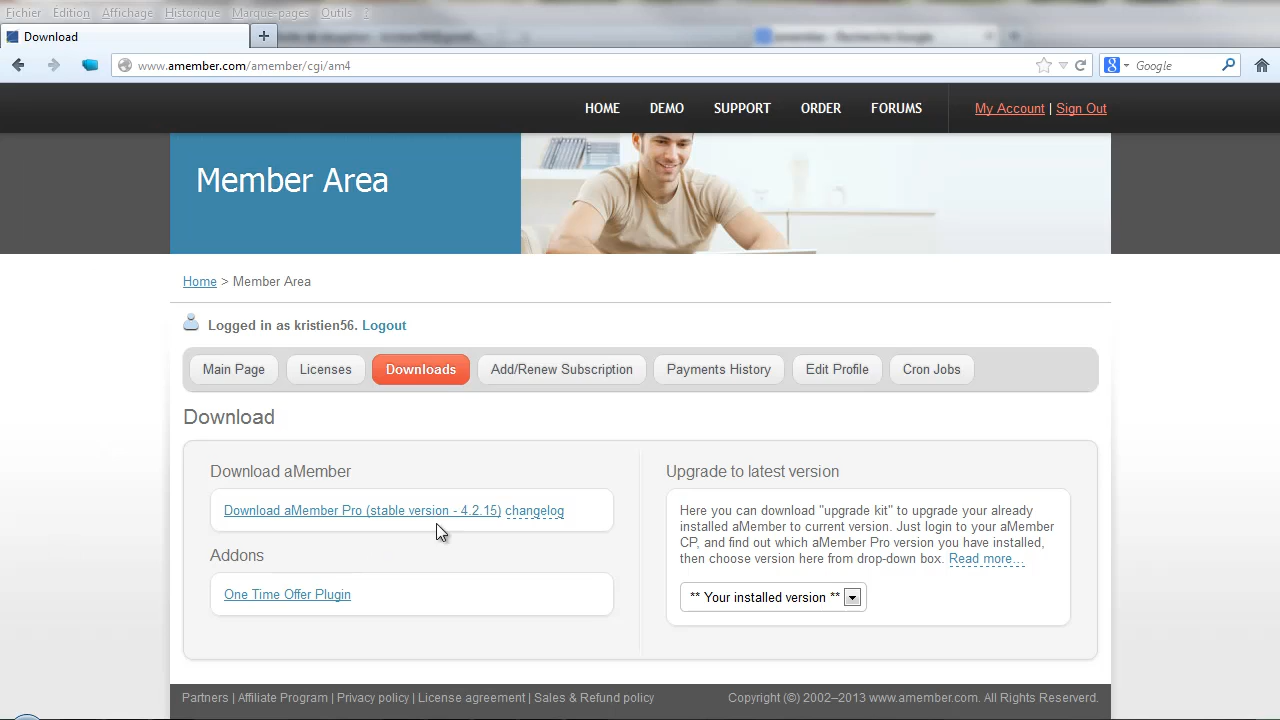 Fichier Edition Affichage Historique Marque-pages Outils ?
Download
www.amember.com/amember/cgi/am4
Google
HOME DEMO SUPPORT ORDER FORUMS My Account | Sign Out
Member Area
Home > Member Area
Logged in as kristien56. Logout
Main Page Licenses Downloads Add/Renew Subscription Payments History Edit Profile Cron Jobs
Download
Download aMember
Download aMember Pro (stable version - 4.2.15) changelog
Addons
One Time Offer Plugin
Upgrade to latest version
Here you can download "upgrade kit" to upgrade your already
installed aMember to current version. Just login to your aMember
CP, and find out which aMember Pro version you have installed,
then choose version here from drop-down box. Read more...
** Your installed version **
Partners | Affiliate Program | Privacy policy | License agreement | Sales & Refund policy
Copyright (©) 2002–2013 www.amember.com. All Rights Reserverd.